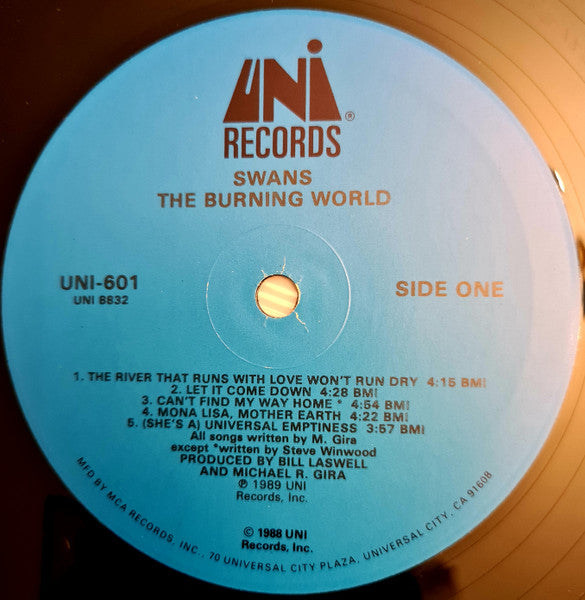 UNI®
RECORDS
SWANS
THE BURNING WORLD
UNI-601
UNI 8832
SIDE ONE
1. THE RIVER THAT RUNS WITH LOVE WON'T RUN DRY 4:15 BMI
2. LET IT COME DOWN 4:28 BMI
3. CAN'T FIND MY WAY HOME * 4:54 BMI
4. MONA LISA, MOTHER EARTH 4:22 BMI
5. (SHE'S A) UNIVERSAL EMPTINESS 3:57 BMI
All songs written by M. Gira
except *written by Steve Winwood
PRODUCED BY BILL LASWELL
AND MICHAEL R. GIRA
℗ 1989 UNI
Records, Inc.
© 1988 UNI
Records, Inc.
MFD BY MCA RECORDS, INC., 70 UNIVERSAL CITY PLAZA, UNIVERSAL CITY, CA 91608